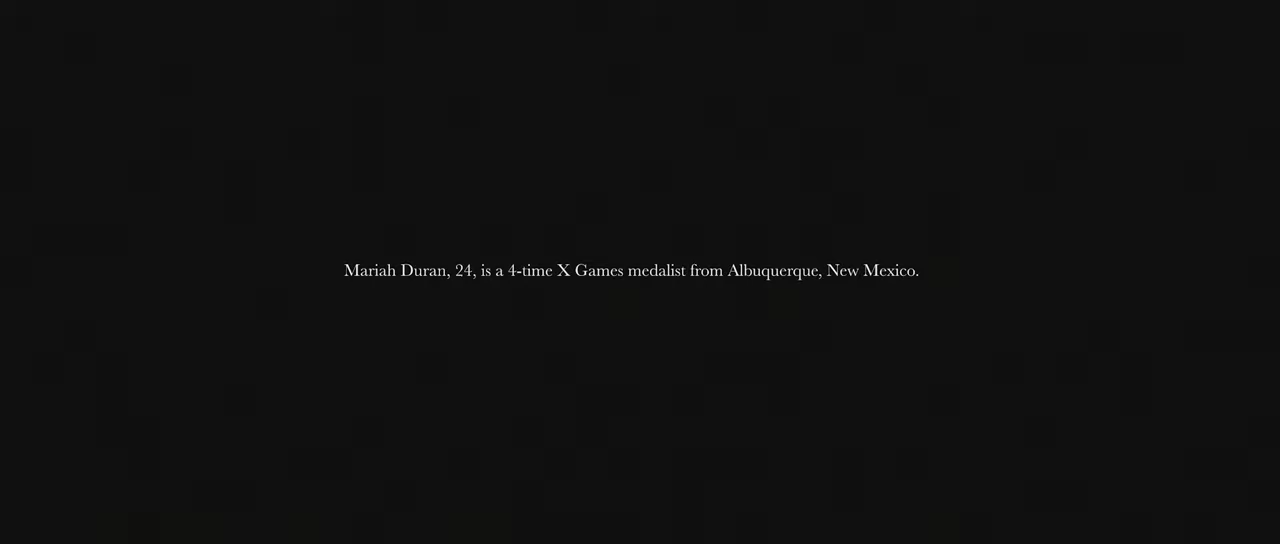 Mariah Duran, 24, is a 4-time X Games medalist from Albuquerque, New Mexico.